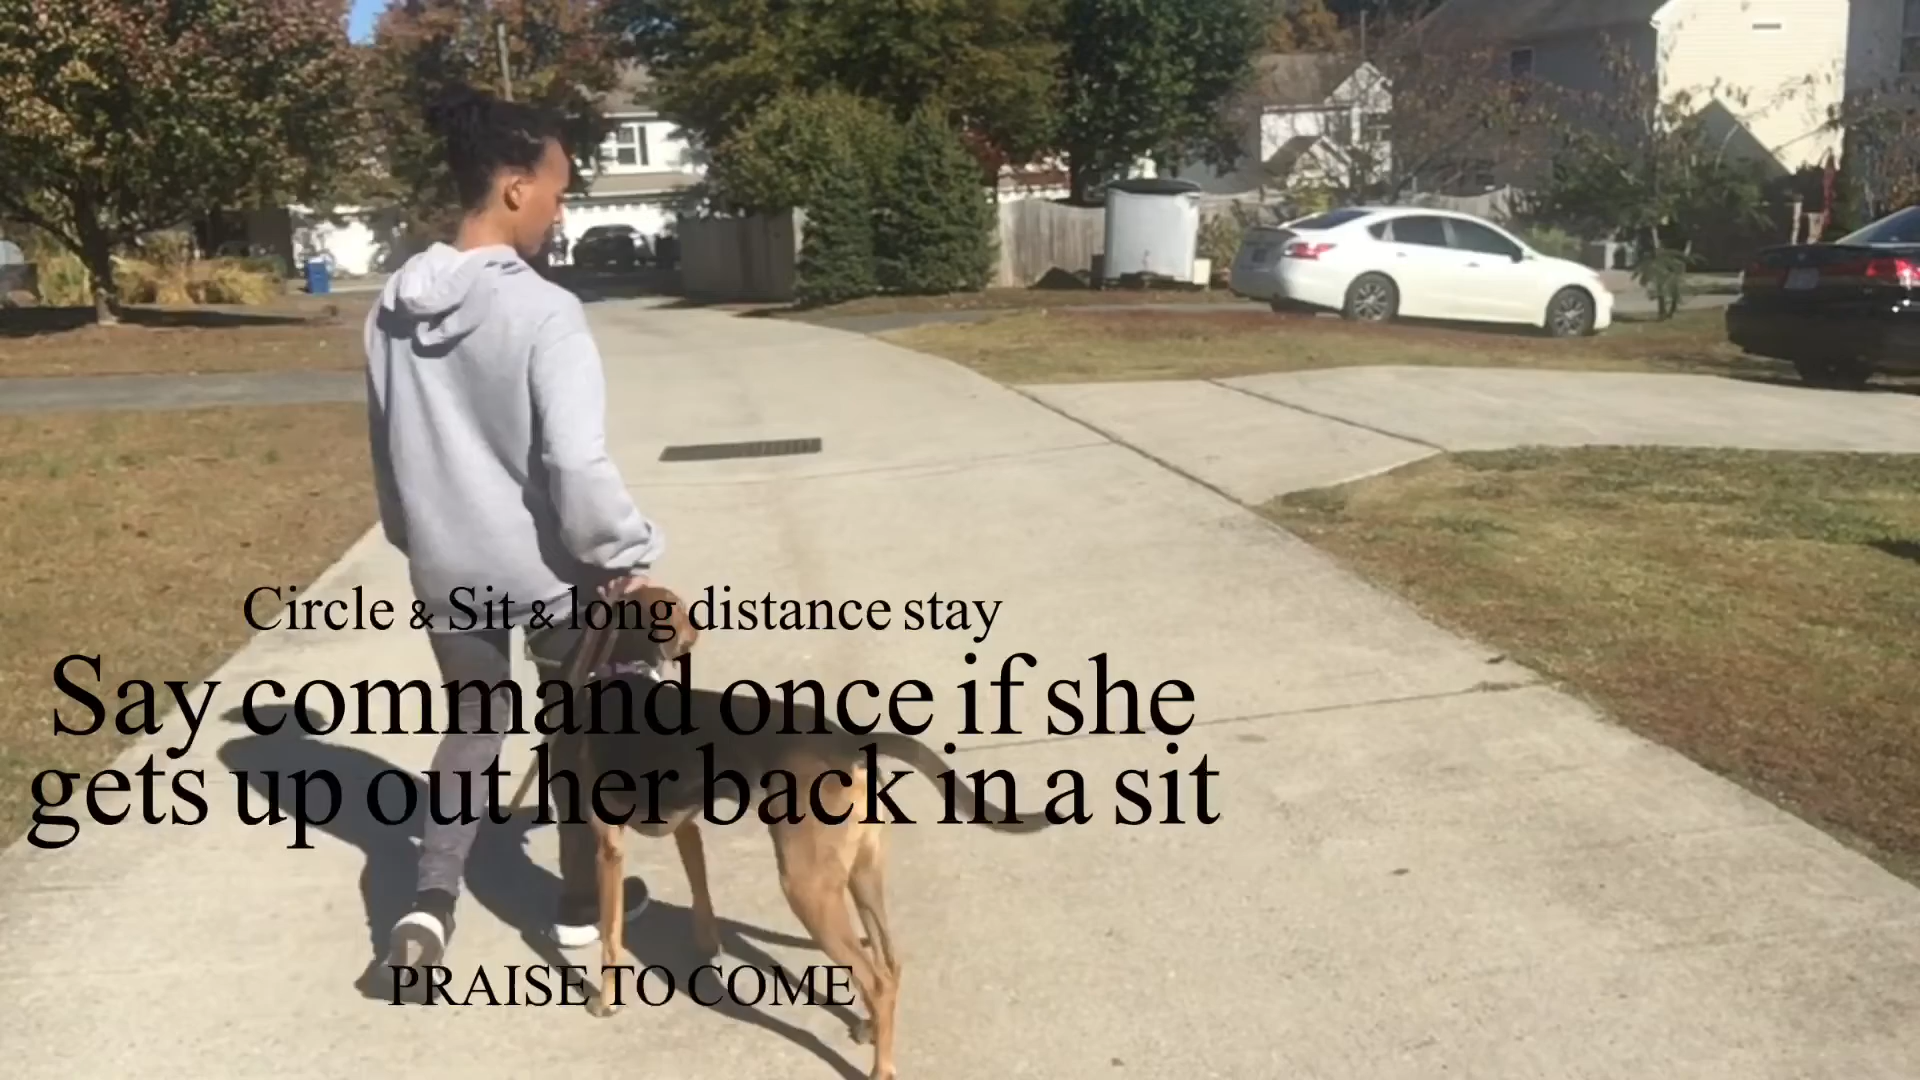 Circle & Sit & long distance stay
Say command once if she
gets up out her back in a sit
PRAISE TO COME